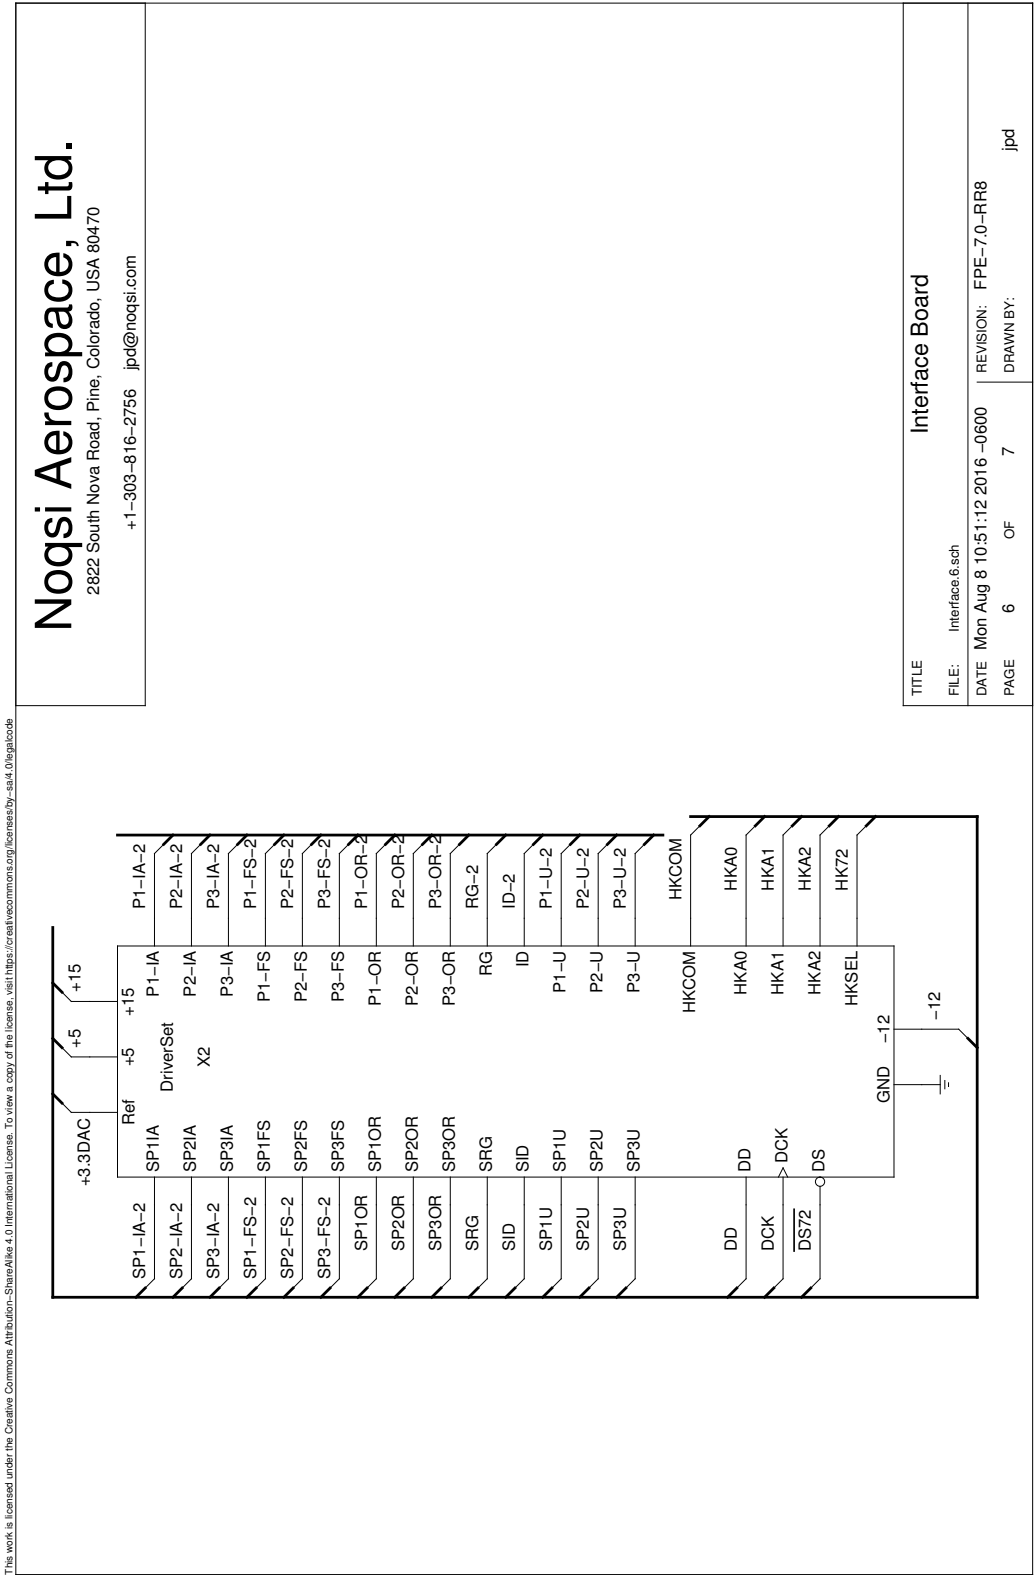 This work is licensed under the Creative Commons Attribution−ShareAlike 4.0 International License. To view a copy of the license, visit https://creativecommons.org/licenses/by−sa/4.0/legalcode
Noqsi Aerospace, Ltd.
2822 South Nova Road, Pine, Colorado, USA 80470
+1−303−816−2756 jpd@noqsi.com
+3.3DAC
+5
+15
Ref
+5
+15
DriverSet
X2
SP1−IA−2
SP1IA
P1−IA
P1−IA−2
SP2−IA−2
SP2IA
P2−IA
P2−IA−2
SP3−IA−2
SP3IA
P3−IA
P3−IA−2
SP1−FS−2
SP1FS
P1−FS
P1−FS−2
SP2−FS−2
SP2FS
P2−FS
P2−FS−2
SP3−FS−2
SP3FS
P3−FS
P3−FS−2
SP1OR
SP1OR
P1−OR
P1−OR−2
SP2OR
SP2OR
P2−OR
P2−OR−2
SP3OR
SP3OR
P3−OR
P3−OR−2
SRG
SRG
RG
RG−2
SID
SID
ID
ID−2
SP1U
SP1U
P1−U
P1−U−2
SP2U
SP2U
P2−U
P2−U−2
SP3U
SP3U
P3−U
P3−U−2
HKCOM
HKCOM
DD
DD
HKA0
HKA0
DCK
DCK
HKA1
HKA1
DS72
DS
HKA2
HKA2
HKSEL
HK72
GND
−12
−12
TITLE
Interface Board
FILE: Interface.6.sch
DATE Mon Aug 8 10:51:12 2016 −0600
REVISION: FPE−7.0−RR8
PAGE 6 OF 7
DRAWN BY: jpd